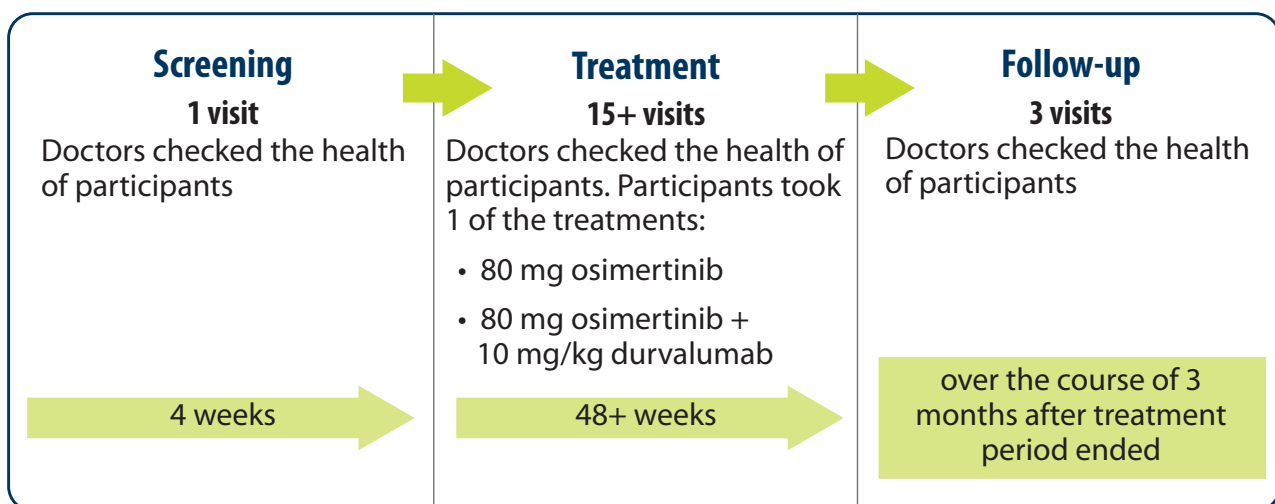 Screening
1 visit
Doctors checked the health
of participants
4 weeks
Treatment
15+ visits
Doctors checked the health of
participants. Participants took
1 of the treatments:
• 80 mg osimertinib
• 80 mg osimertinib +
10 mg/kg durvalumab
48+ weeks
Follow-up
3 visits
Doctors checked the health
of participants
over the course of 3
months after treatment
period ended